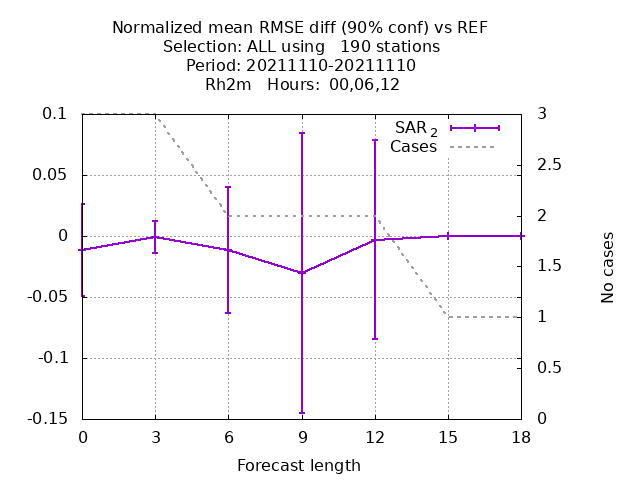 Normalized mean RMSE diff (90% conf) vs REF
Selection: ALL using   190 stations
Period: 20211110-20211110
Rh2m   Hours:  00,06,12
SAR 2
Cases
0.1
0.05
0
-0.05
-0.1
-0.15
3
2.5
2
1.5
1
0.5
0
No cases
0 3 6 9 12 15 18
Forecast length